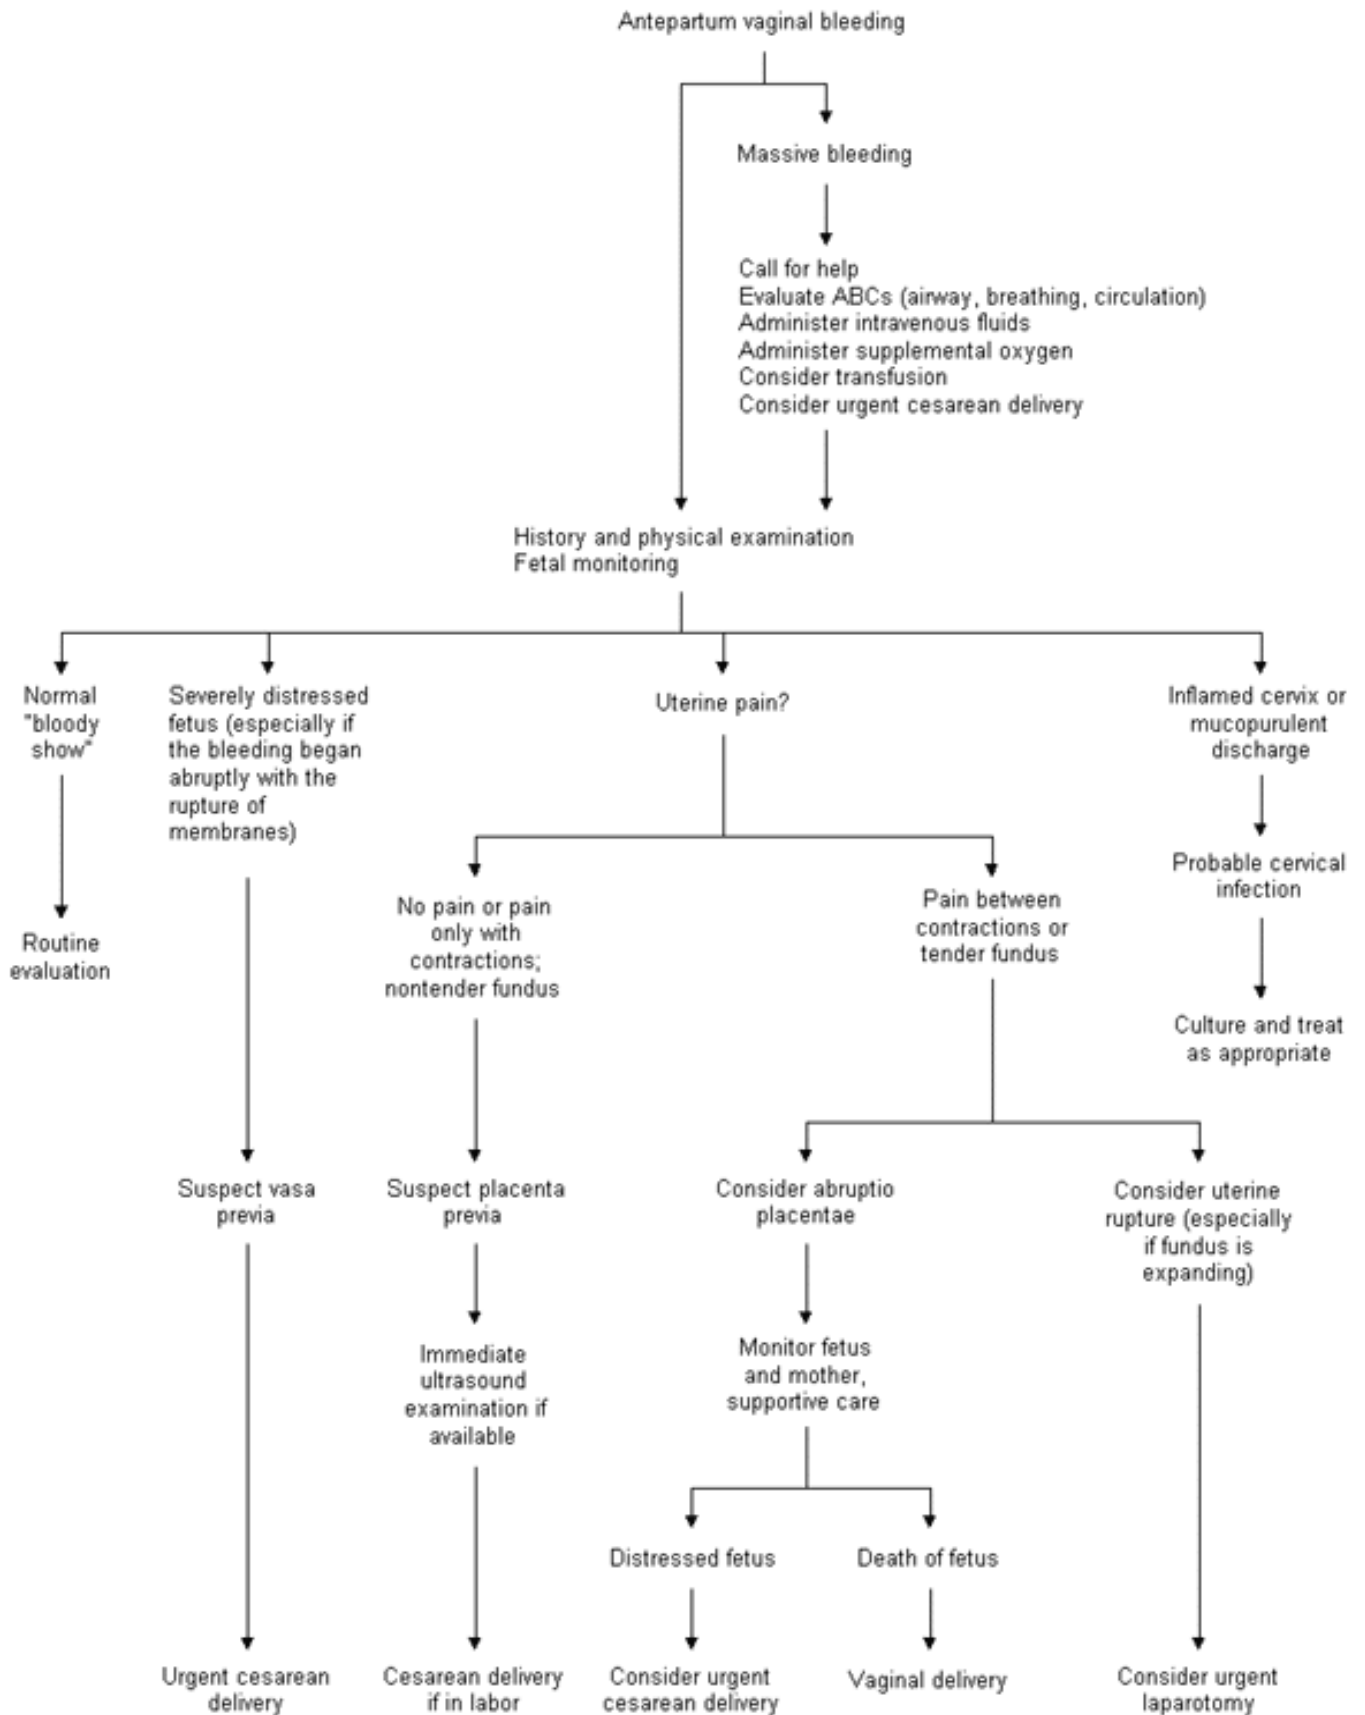 Antepartum vaginal bleeding
Massive bleeding
Call for help
Evaluate ABCs (airway, breathing, circulation)
Administer intravenous fluids
Administer supplemental oxygen
Consider transfusion
Consider urgent cesarean delivery
History and physical examination
Fetal monitoring
Normal
"bloody
show"
Routine
evaluation
Severely distressed
fetus (especially if
the bleeding began
abruptly with the
rupture of
membranes)
Suspect vasa
previa
Urgent cesarean
delivery
Uterine pain?
No pain or pain
only with
contractions;
nontender fundus
Suspect placenta
previa
Immediate
ultrasound
examination if
available
Cesarean delivery
if in labor
Pain between
contractions or
tender fundus
Consider abruptio
placentae
Monitor fetus
and mother,
supportive care
Distressed fetus
Consider urgent
cesarean delivery
Death of fetus
Vaginal delivery
Consider uterine
rupture (especially
if fundus is
expanding)
Consider urgent
laparotomy
Inflamed cervix or
mucopurulent
discharge
Probable cervical
infection
Culture and treat
as appropriate